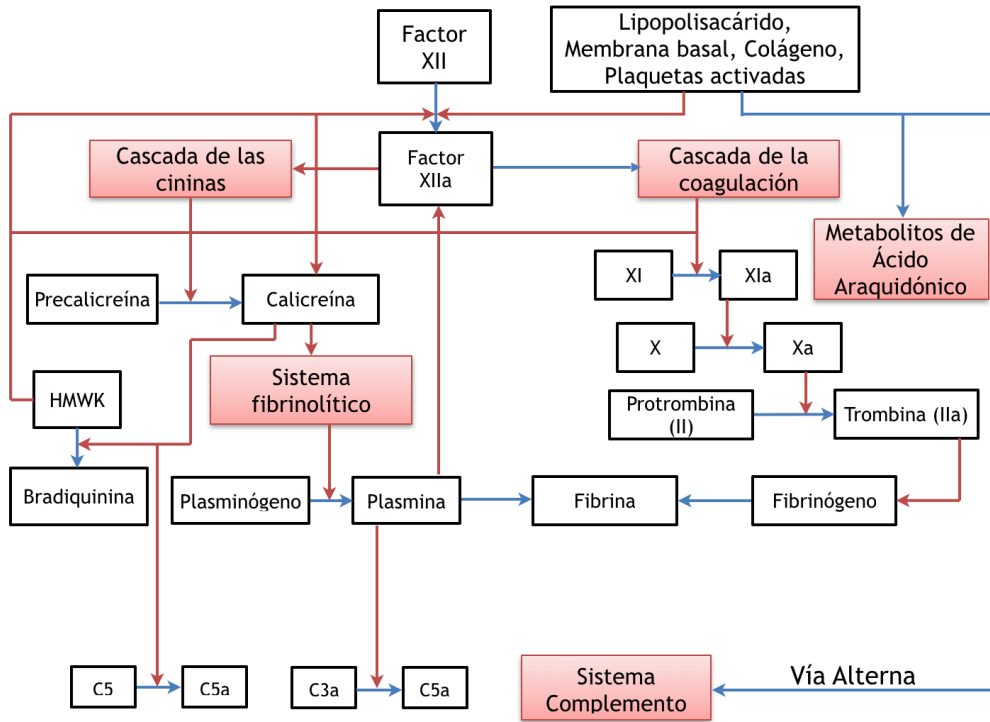 Factor
XII
Lipopolisacárido,
Membrana basal, Colágeno,
Plaquetas activadas
Cascada de las
cininas
Factor
XIIa
Cascada de la
coagulación
Metabolitos de
Ácido
Araquidónico
XI
XIa
Precalicreína
Calicreína
X
Xa
Sistema
fibrinolítico
HMWK
Protrombina
(II)
Trombina (IIa)
Bradiquinina
Plasminógeno
Plasmina
Fibrina
Fibrinógeno
C5
C5a
C3a
C5a
Sistema
Complemento
Vía Alterna